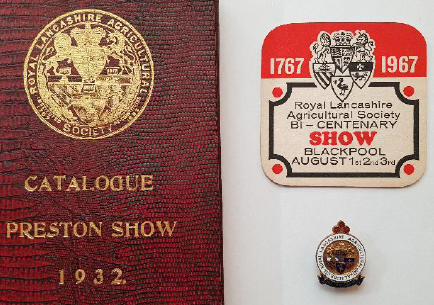 ROYAL LANCASHIRE AGRICULTURAL
SOCIETY
CATALOGUE
PRESTON SHOW
1932.
1767 1967
Royal Lancashire
Agricultural Society
BI-CENTENARY
SHOW
BLACKPOOL
AUGUST 1st 2nd 3rd